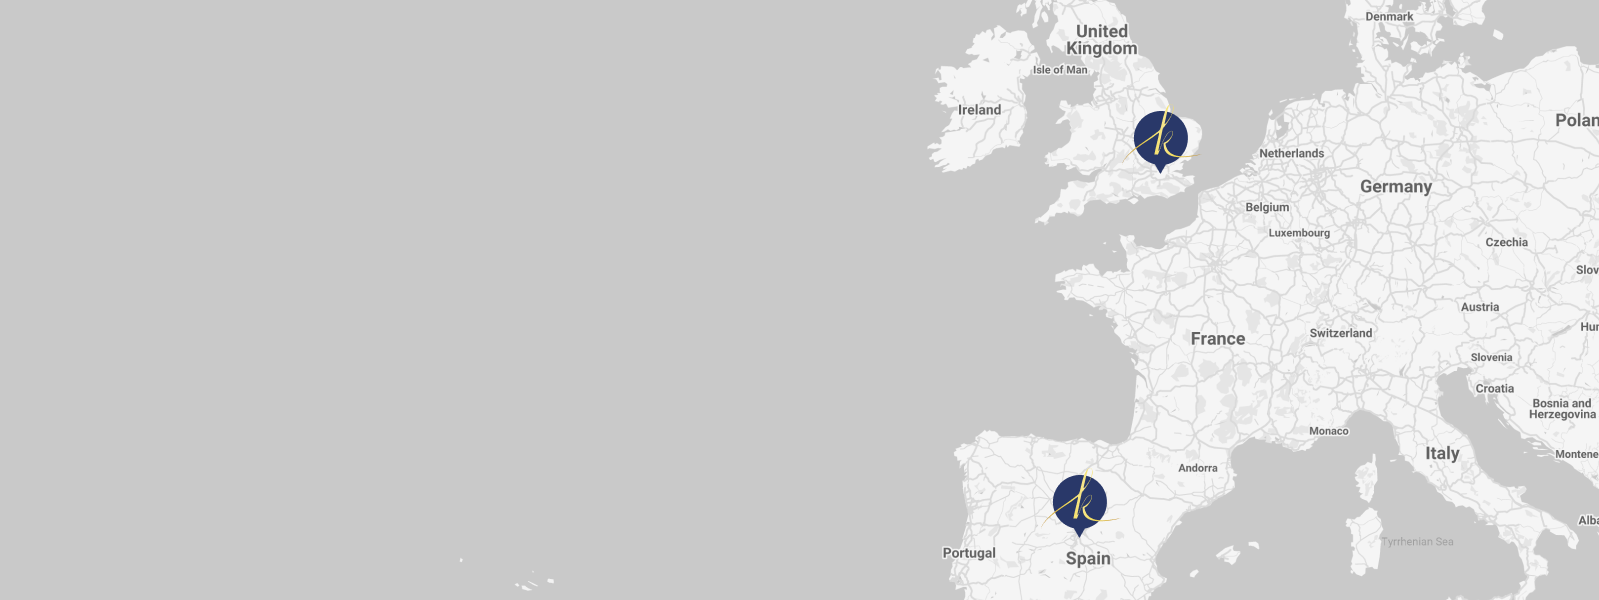 Denmark
United
Kingdom
Isle of Man
Ireland
Polan
k
Netherlands
Germany
Belgium
Luxembourg
Czechia
Slov
Austria
Hun
France
Switzerland
Slovenia
Croatia
Bosnia and
Herzegovina
Monaco
Italy
Montene
Andorra
k
Alba
Tyrrhenian Sea
Portugal
Spain